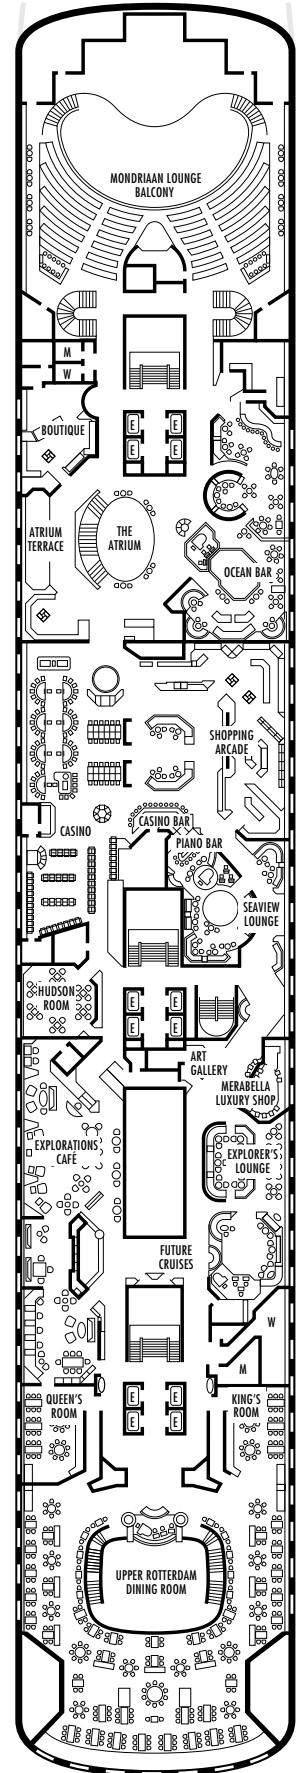 MONDRIAAN LOUNGE
BALCONY
M
W
E E
E E
BOUTIQUE
ATRIUM
TERRACE
THE
ATRIUM
OCEAN BAR
SHOPPING
ARCADE
CASINO BAR
CASINO
PIANO BAR
SEAVIEW
LOUNGE
HUDSON
ROOM
E E
E E
ART
GALLERY
MERABELLA
LUXURY SHOP
EXPLORATIONS
CAFÉ
EXPLORER'S
LOUNGE
FUTURE
CRUISES
W
M
QUEEN'S
ROOM
E E
E E
KING'S
ROOM
UPPER ROTTERDAM
DINING ROOM